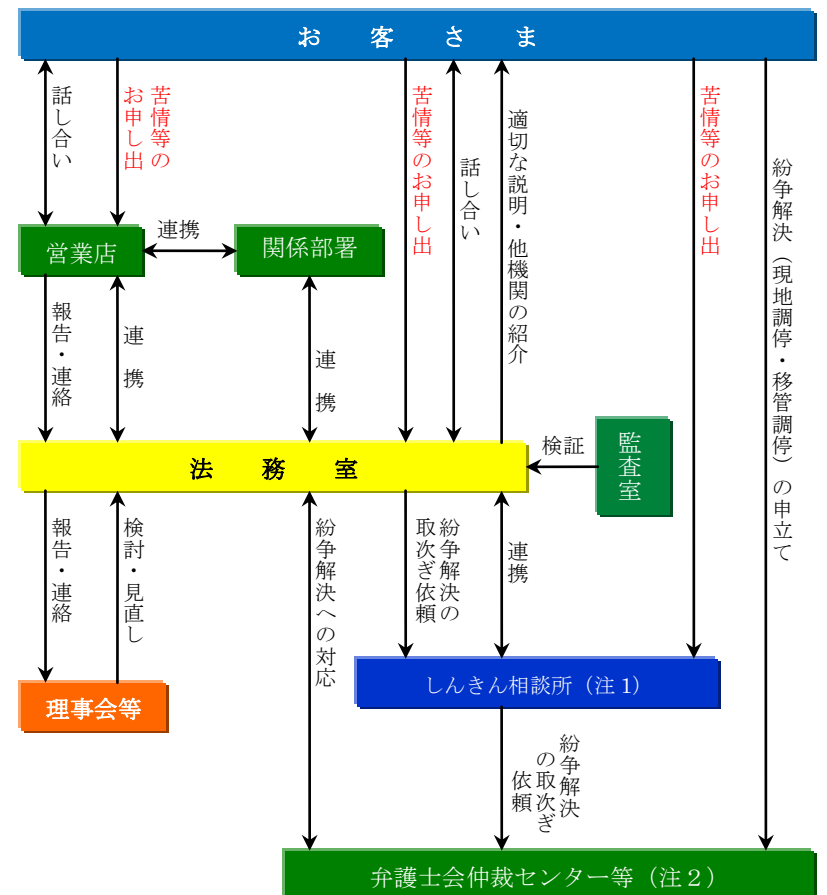 お 客 さ ま
話し合い
苦情等の
お申し出
苦情等のお申し出
話し合い
適切な説明・他機関の紹介
苦情等のお申し出
紛争解決（現地調停・移管調停）の申立て
営業店
連携
関係部署
報告・連絡
連 携
連 携
法 務 室
検証
監査室
報告・連絡
検討・見直し
紛争解決への対応
紛争解決の
取次ぎ依頼
連携
理事会等
しんきん相談所（注1）
紛争解決
の取次ぎ
依頼
弁護士会仲裁センター等（注２）